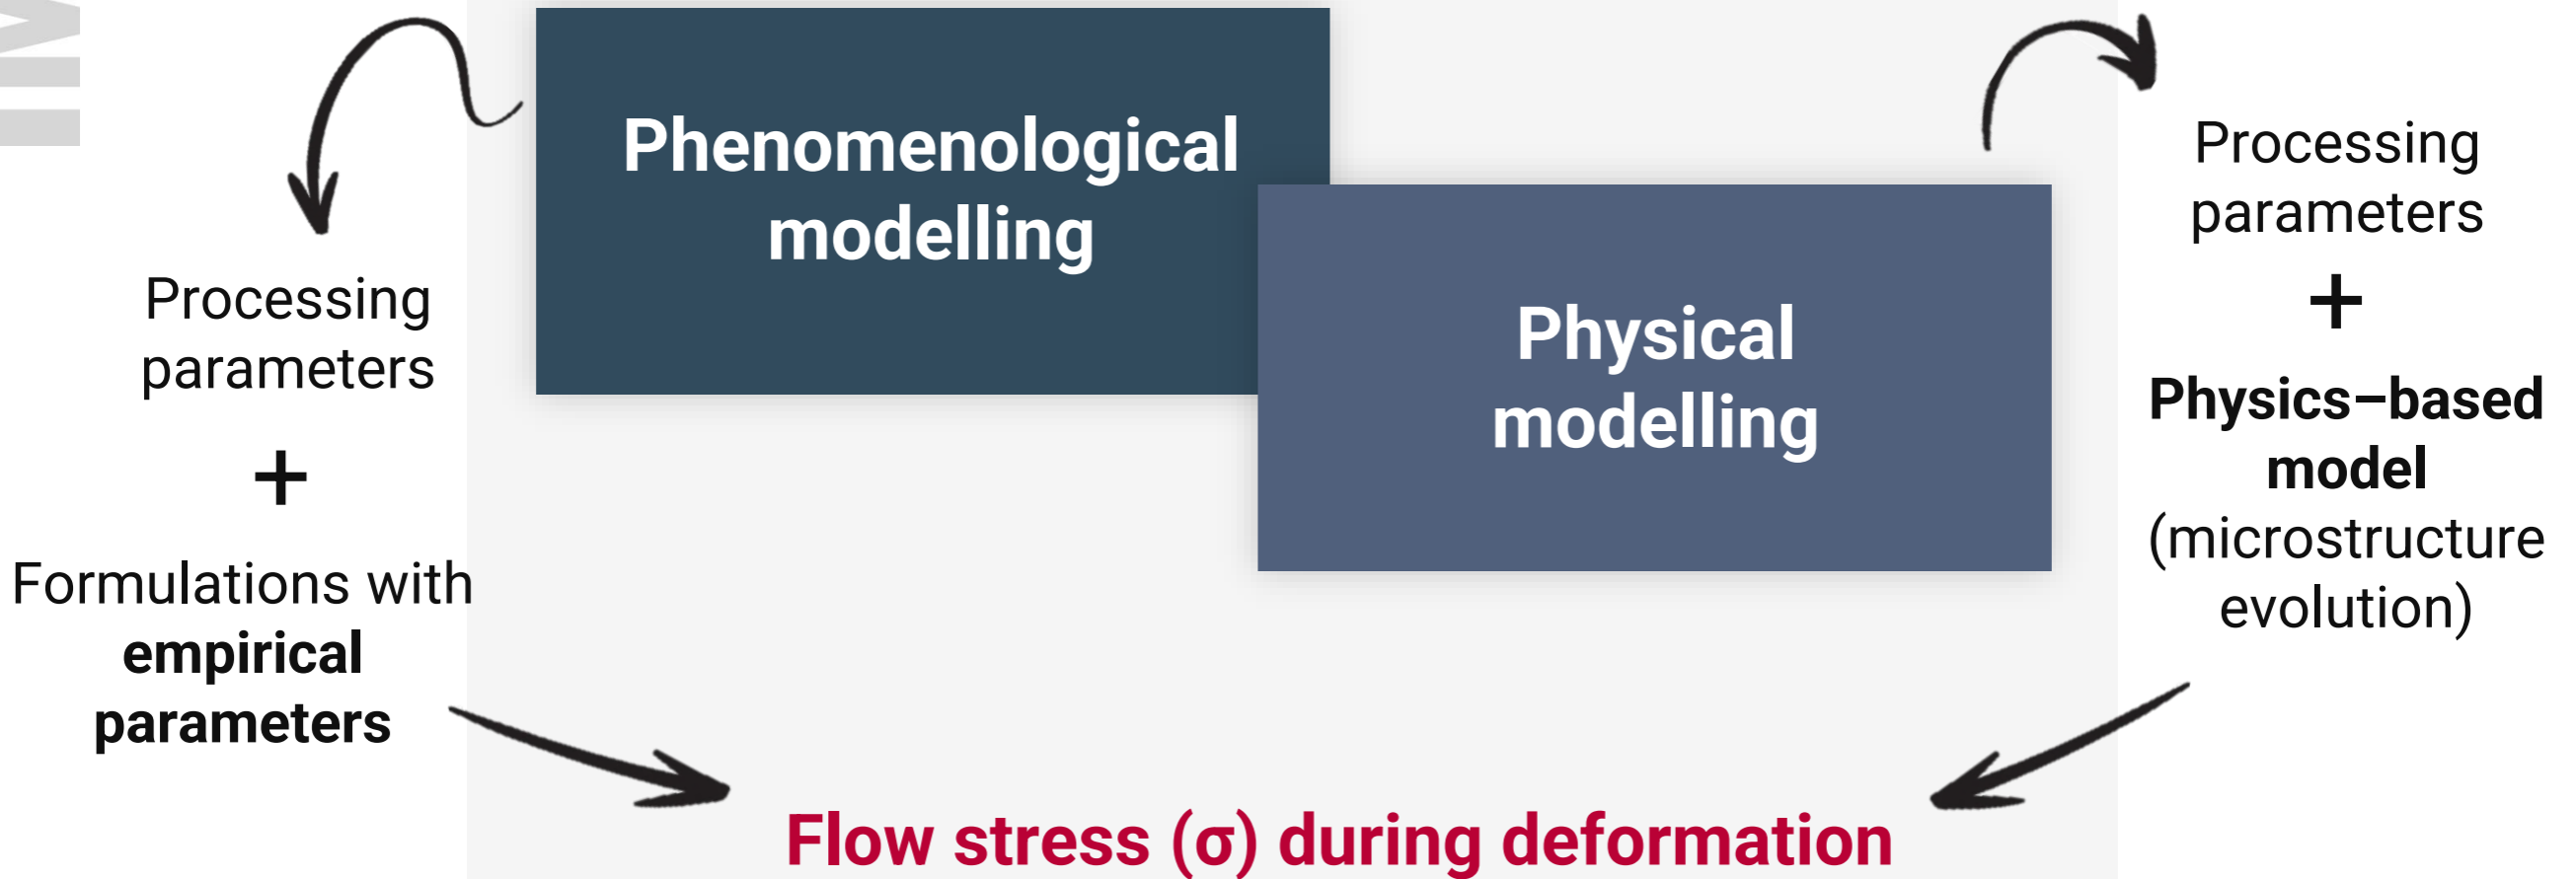 Phenomenological
modelling
Physical
modelling
Processing
parameters
+
Formulations with
empirical
parameters
Processing
parameters
+
Physics–based
model
(microstructure
evolution)
Flow stress (σ) during deformation